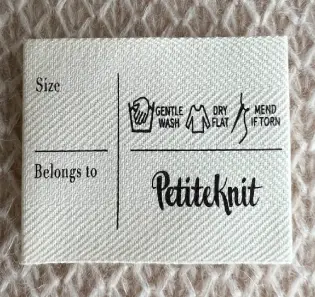 Size
GENTLE WASH
DRY FLAT
MEND IF TORN
Belongs to
PetiteKnit